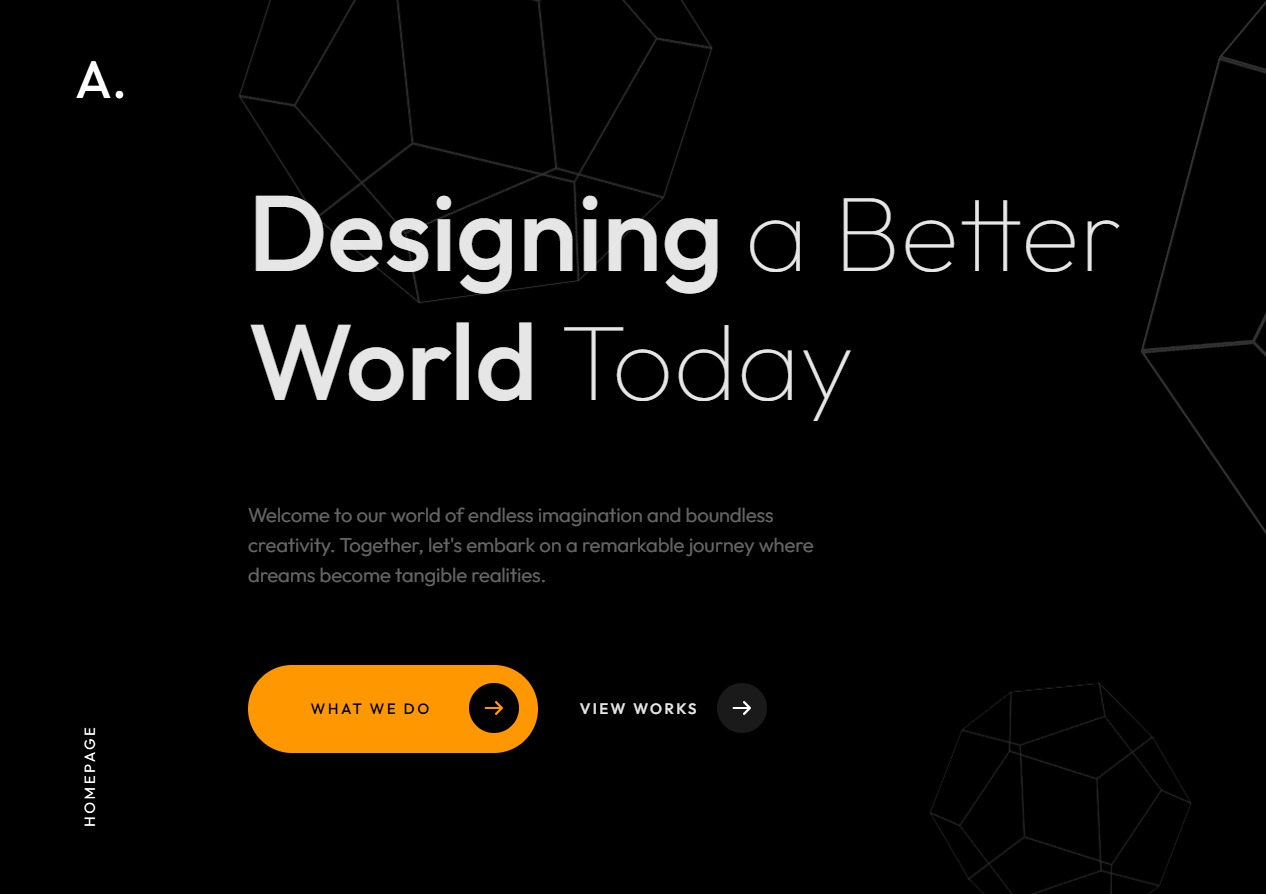 A.
Designing a Better
World Today
Welcome to our world of endless imagination and boundless
creativity. Together, let's embark on a remarkable journey where
dreams become tangible realities.
WHAT WE DO
VIEW WORKS
HOMEPAGE